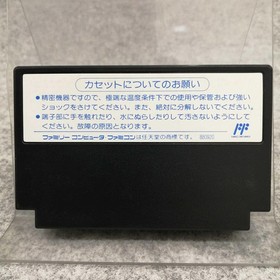 カセットについてのお願い
●精密機器ですので、極端な温度条件下での使用や保管および強い
ショックをさけてください。また、絶対に分解しないでください。
●端子部に手を触れたり、水にぬらしたりして汚さないようにして
ください。故障の原因となります。
ファミリーコンピュータ・ファミコンは任天堂の商標です。